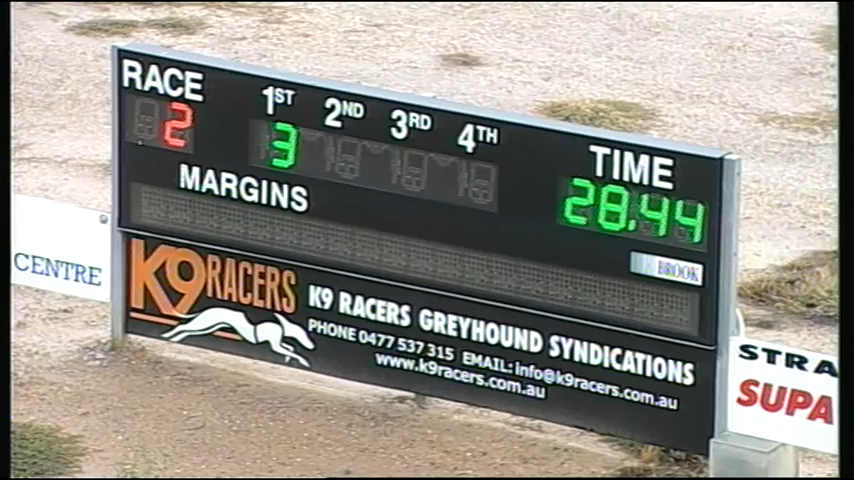 RACE 1ST 2ND 3RD 4TH TIME
2 3 28.44
MARGINS
BROOK
CENTRE
K9 RACERS
K9 RACERS GREYHOUND SYNDICATIONS
PHONE 0477 537 315 EMAIL: info@k9racers.com.au
www.k9racers.com.au
STRA
SUPA